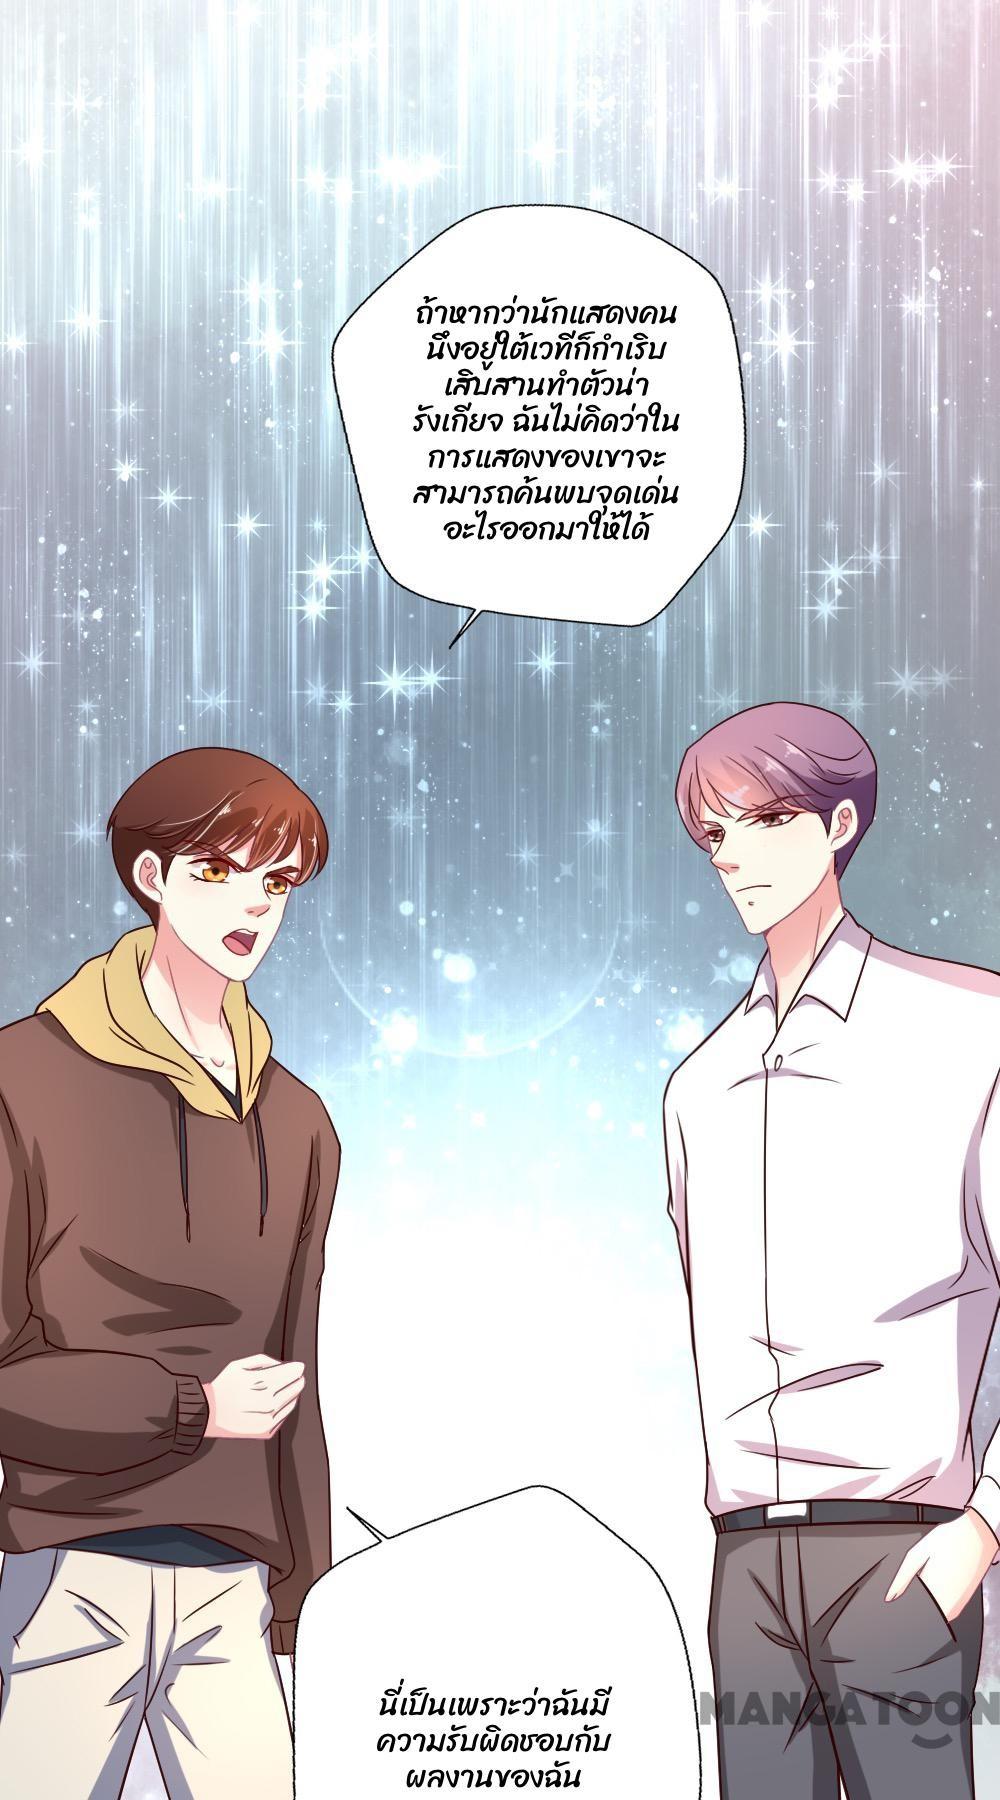 ถ้าหากว่านักแสดงคน
นึงอยู่ใต้เวทีก็กำเริบ
เสิบสานทำตัวน่า
รังเกียจ ฉันไม่คิดว่าใน
การแสดงของเขาจะ
สามารถค้นพบจุดเด่น
อะไรออกมาให้ได้
นี่เป็นเพราะว่าฉันมี
ความรับผิดชอบกับ
ผลงานของฉัน
MANGATOON